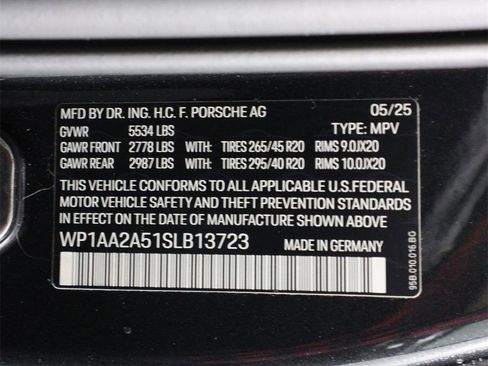 MFD BY DR. ING. H.C. F. PORSCHE AG 05/25
GVWR 5534 LBS TYPE: MPV
GAWR FRONT 2778 LBS WITH: TIRES 265/45 R20 RIMS 9.0JX20
GAWR REAR 2987 LBS WITH: TIRES 295/40 R20 RIMS 10.0JX20
THIS VEHICLE CONFORMS TO ALL APPLICABLE U.S.FEDERAL
MOTOR VEHICLE SAFETY AND THEFT PREVENTION STANDARDS
IN EFFECT ON THE DATE OF MANUFACTURE SHOWN ABOVE.
WP1AA2A51SLB13723 MADE IN GERMANY
95B.010.016.BG